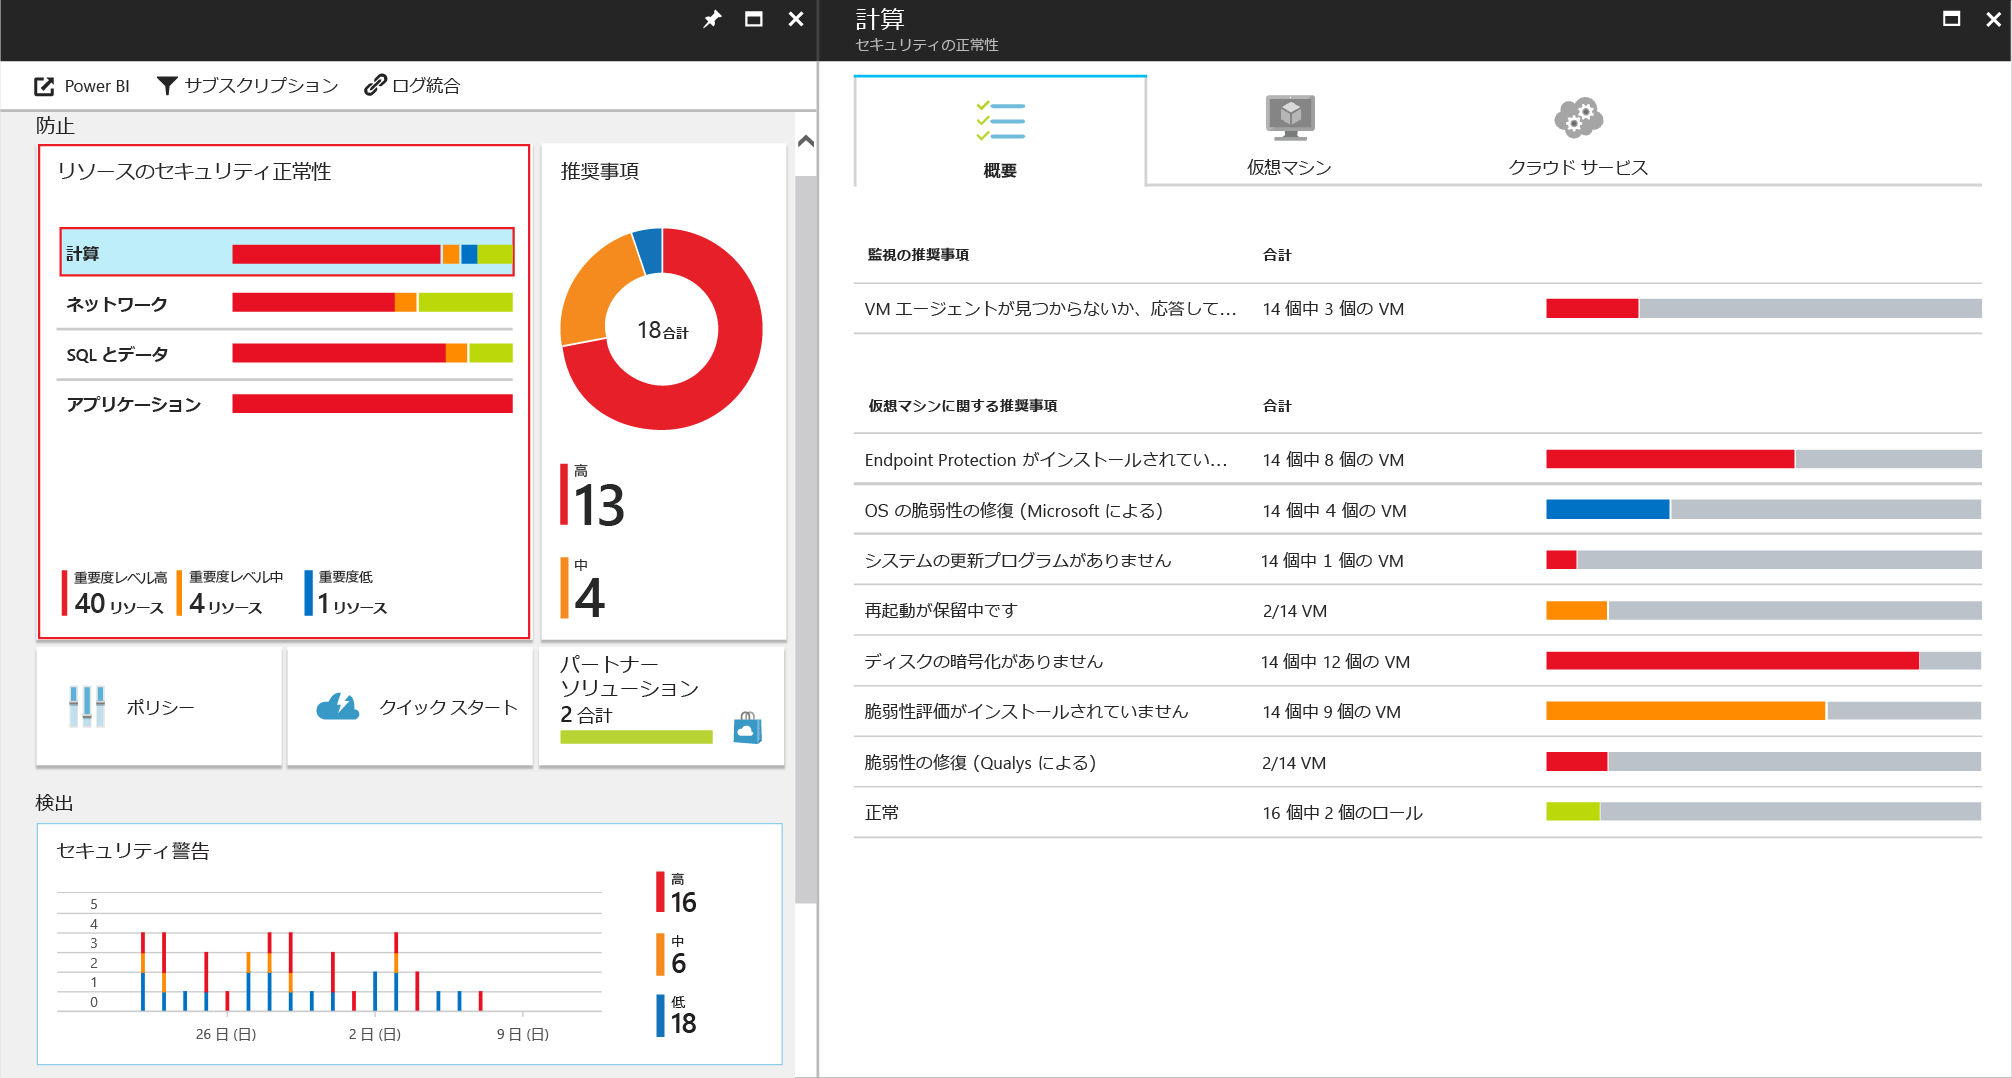 Power BI サブスクリプション ログ統合
防止
リソースのセキュリティ正常性
計算
ネットワーク
SQL とデータ
アプリケーション
重要度レベル高 重要度レベル中 重要度低
40 リソース 4 リソース 1 リソース
推奨事項
18 合計
高
13
中
4
ポリシー
クイック スタート
パートナー
ソリューション
2 合計
検出
セキュリティ警告
5
4
3
2
1
0
26 日 (日) 2 日 (日) 9 日 (日)
高
16
中
6
低
18
計算
セキュリティの正常性
概要 仮想マシン クラウド サービス
監視の推奨事項 合計
VM エージェントが見つからないか、応答して... 14 個中 3 個の VM
仮想マシンに関する推奨事項 合計
Endpoint Protection がインストールされてい... 14 個中 8 個の VM
OS の脆弱性の修復 (Microsoft による) 14 個中 4 個の VM
システムの更新プログラムがありません 14 個中 1 個の VM
再起動が保留中です 2/14 VM
ディスクの暗号化がありません 14 個中 12 個の VM
脆弱性評価がインストールされていません 14 個中 9 個の VM
脆弱性の修復 (Qualys による) 2/14 VM
正常 16 個中 2 個のロール